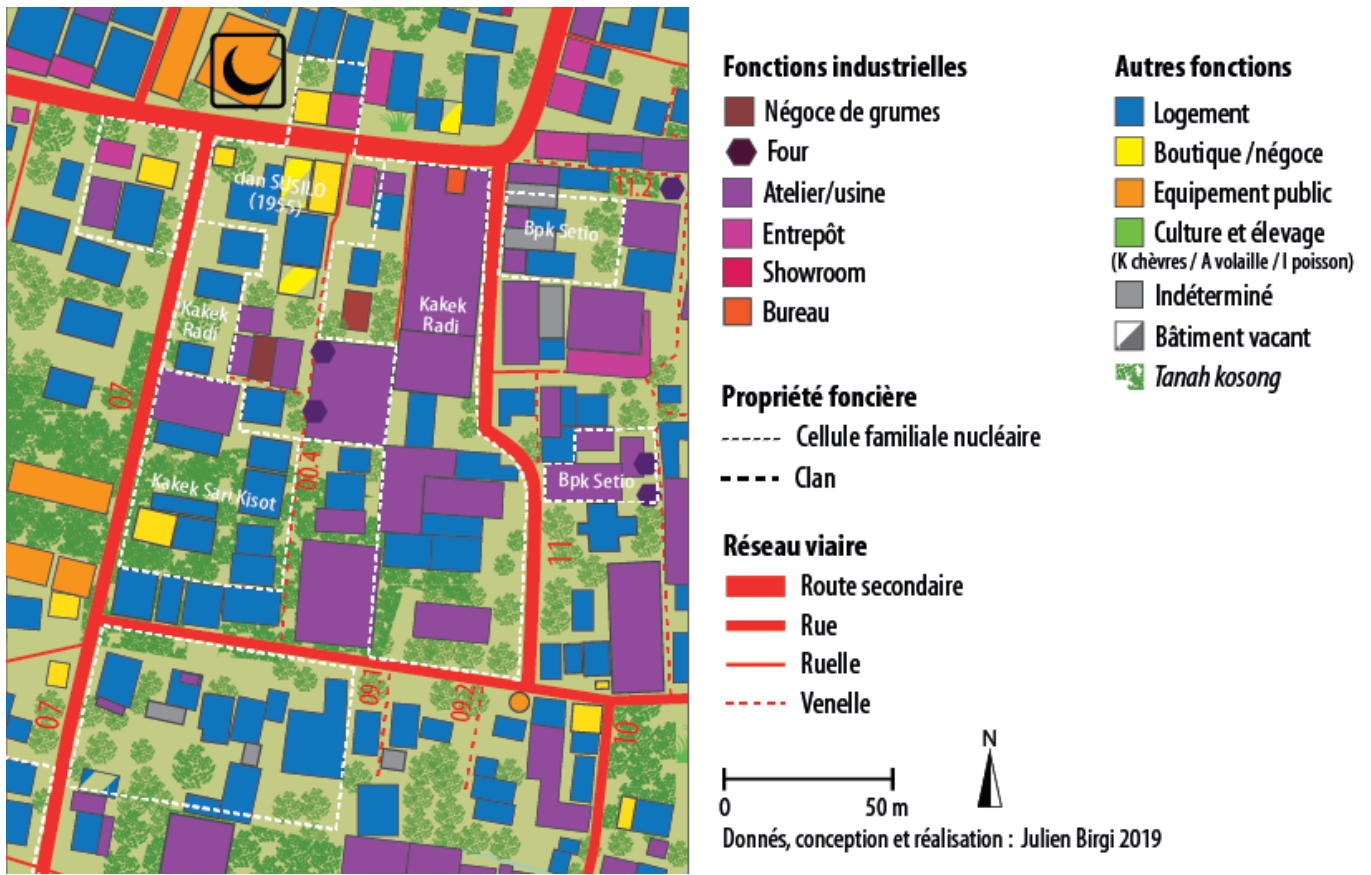 clan SUSILO
(1955)
11.2
Bpk Setio
Kakek
Radi
Kakek
Radi
07
00.4
Bpk Setio
Kakek Sari Kisot
11
09.1
09.2
07
10
Fonctions industrielles
Négoce de grumes
Four
Atelier/usine
Entrepôt
Showroom
Bureau
Autres fonctions
Logement
Boutique /négoce
Equipement public
Culture et élevage
(K chèvres / A volaille / I poisson)
Indéterminé
Bâtiment vacant
Tanah kosong
Propriété foncière
Cellule familiale nucléaire
Clan
Réseau viaire
Route secondaire
Rue
Ruelle
Venelle
N
0 50 m
Donnés, conception et réalisation : Julien Birgi 2019